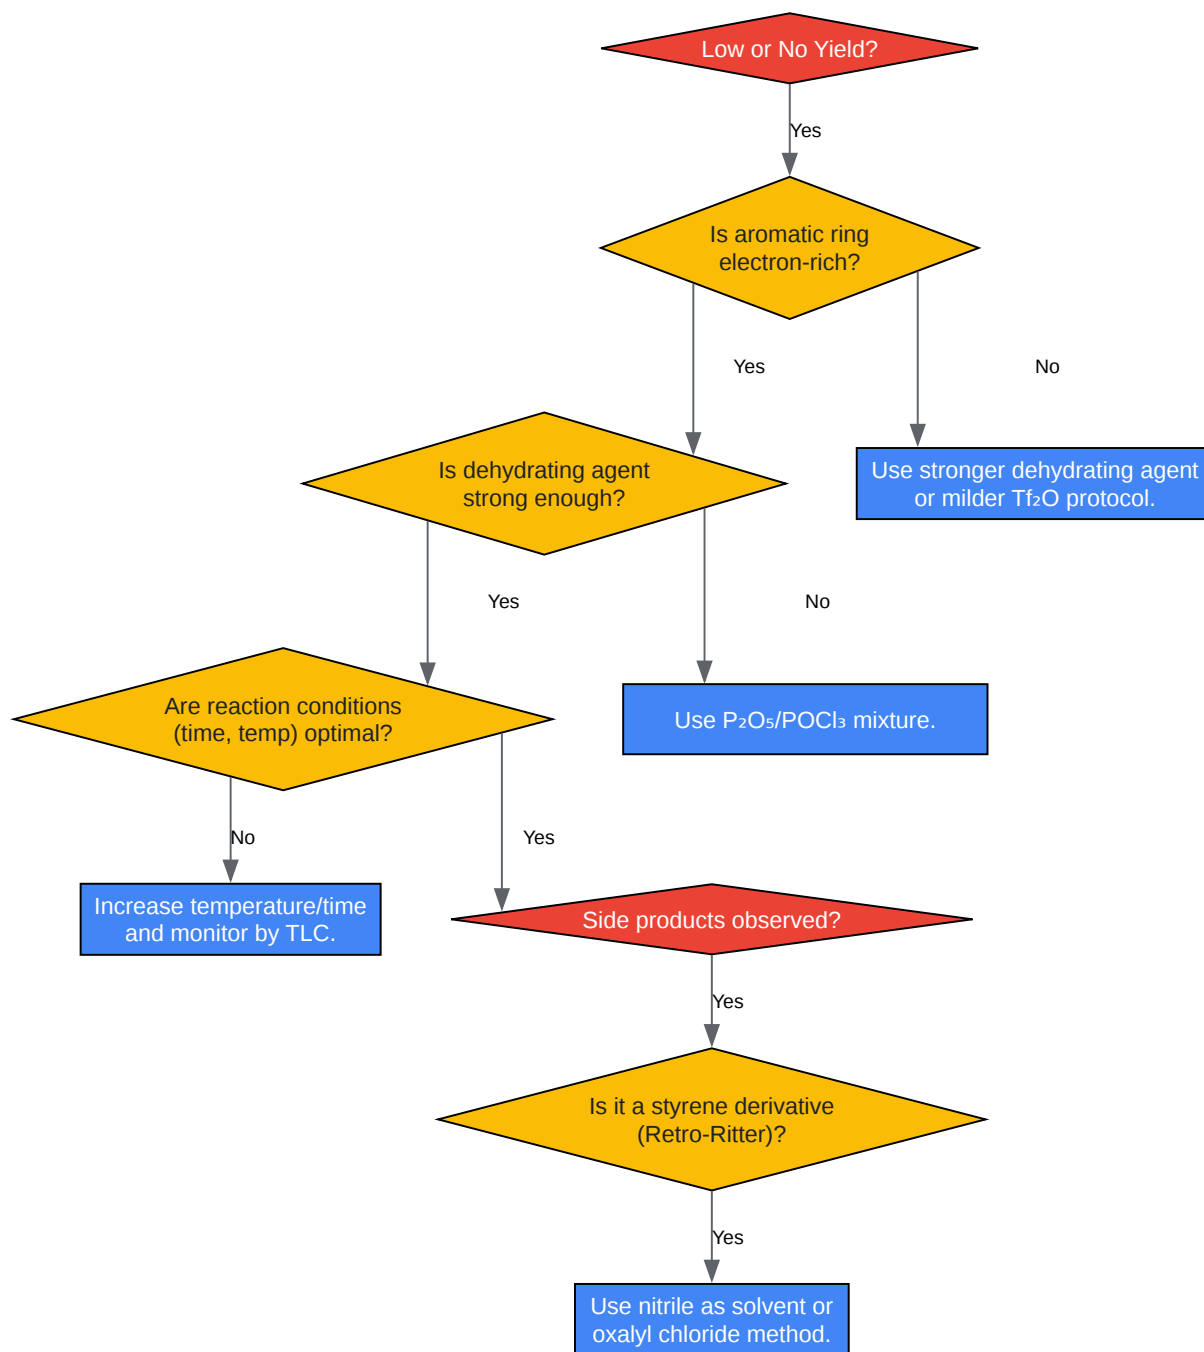 Low or No Yield?
Yes
Is aromatic ring
electron-rich?
Yes
No
Is dehydrating agent
strong enough?
Use stronger dehydrating agent
or milder Tf₂O protocol.
Yes
No
Are reaction conditions
(time, temp) optimal?
Use P₂O₅/POCl₃ mixture.
No
Yes
Increase temperature/time
and monitor by TLC.
Side products observed?
Yes
Is it a styrene derivative
(Retro-Ritter)?
Yes
Use nitrile as solvent or
oxalyl chloride method.